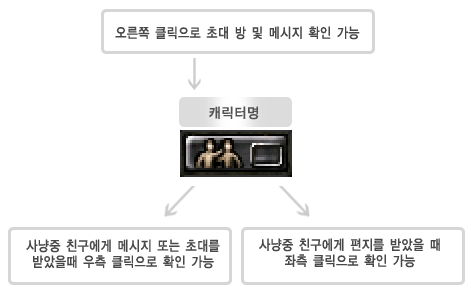 오른쪽 클릭으로 초대 방 및 메시지 확인 가능
캐릭터명
사냥중 친구에게 메시지 또는 초대를
받았을때 우측 클릭으로 확인 가능
사냥중 친구에게 편지를 받았을 때
좌측 클릭으로 확인 가능